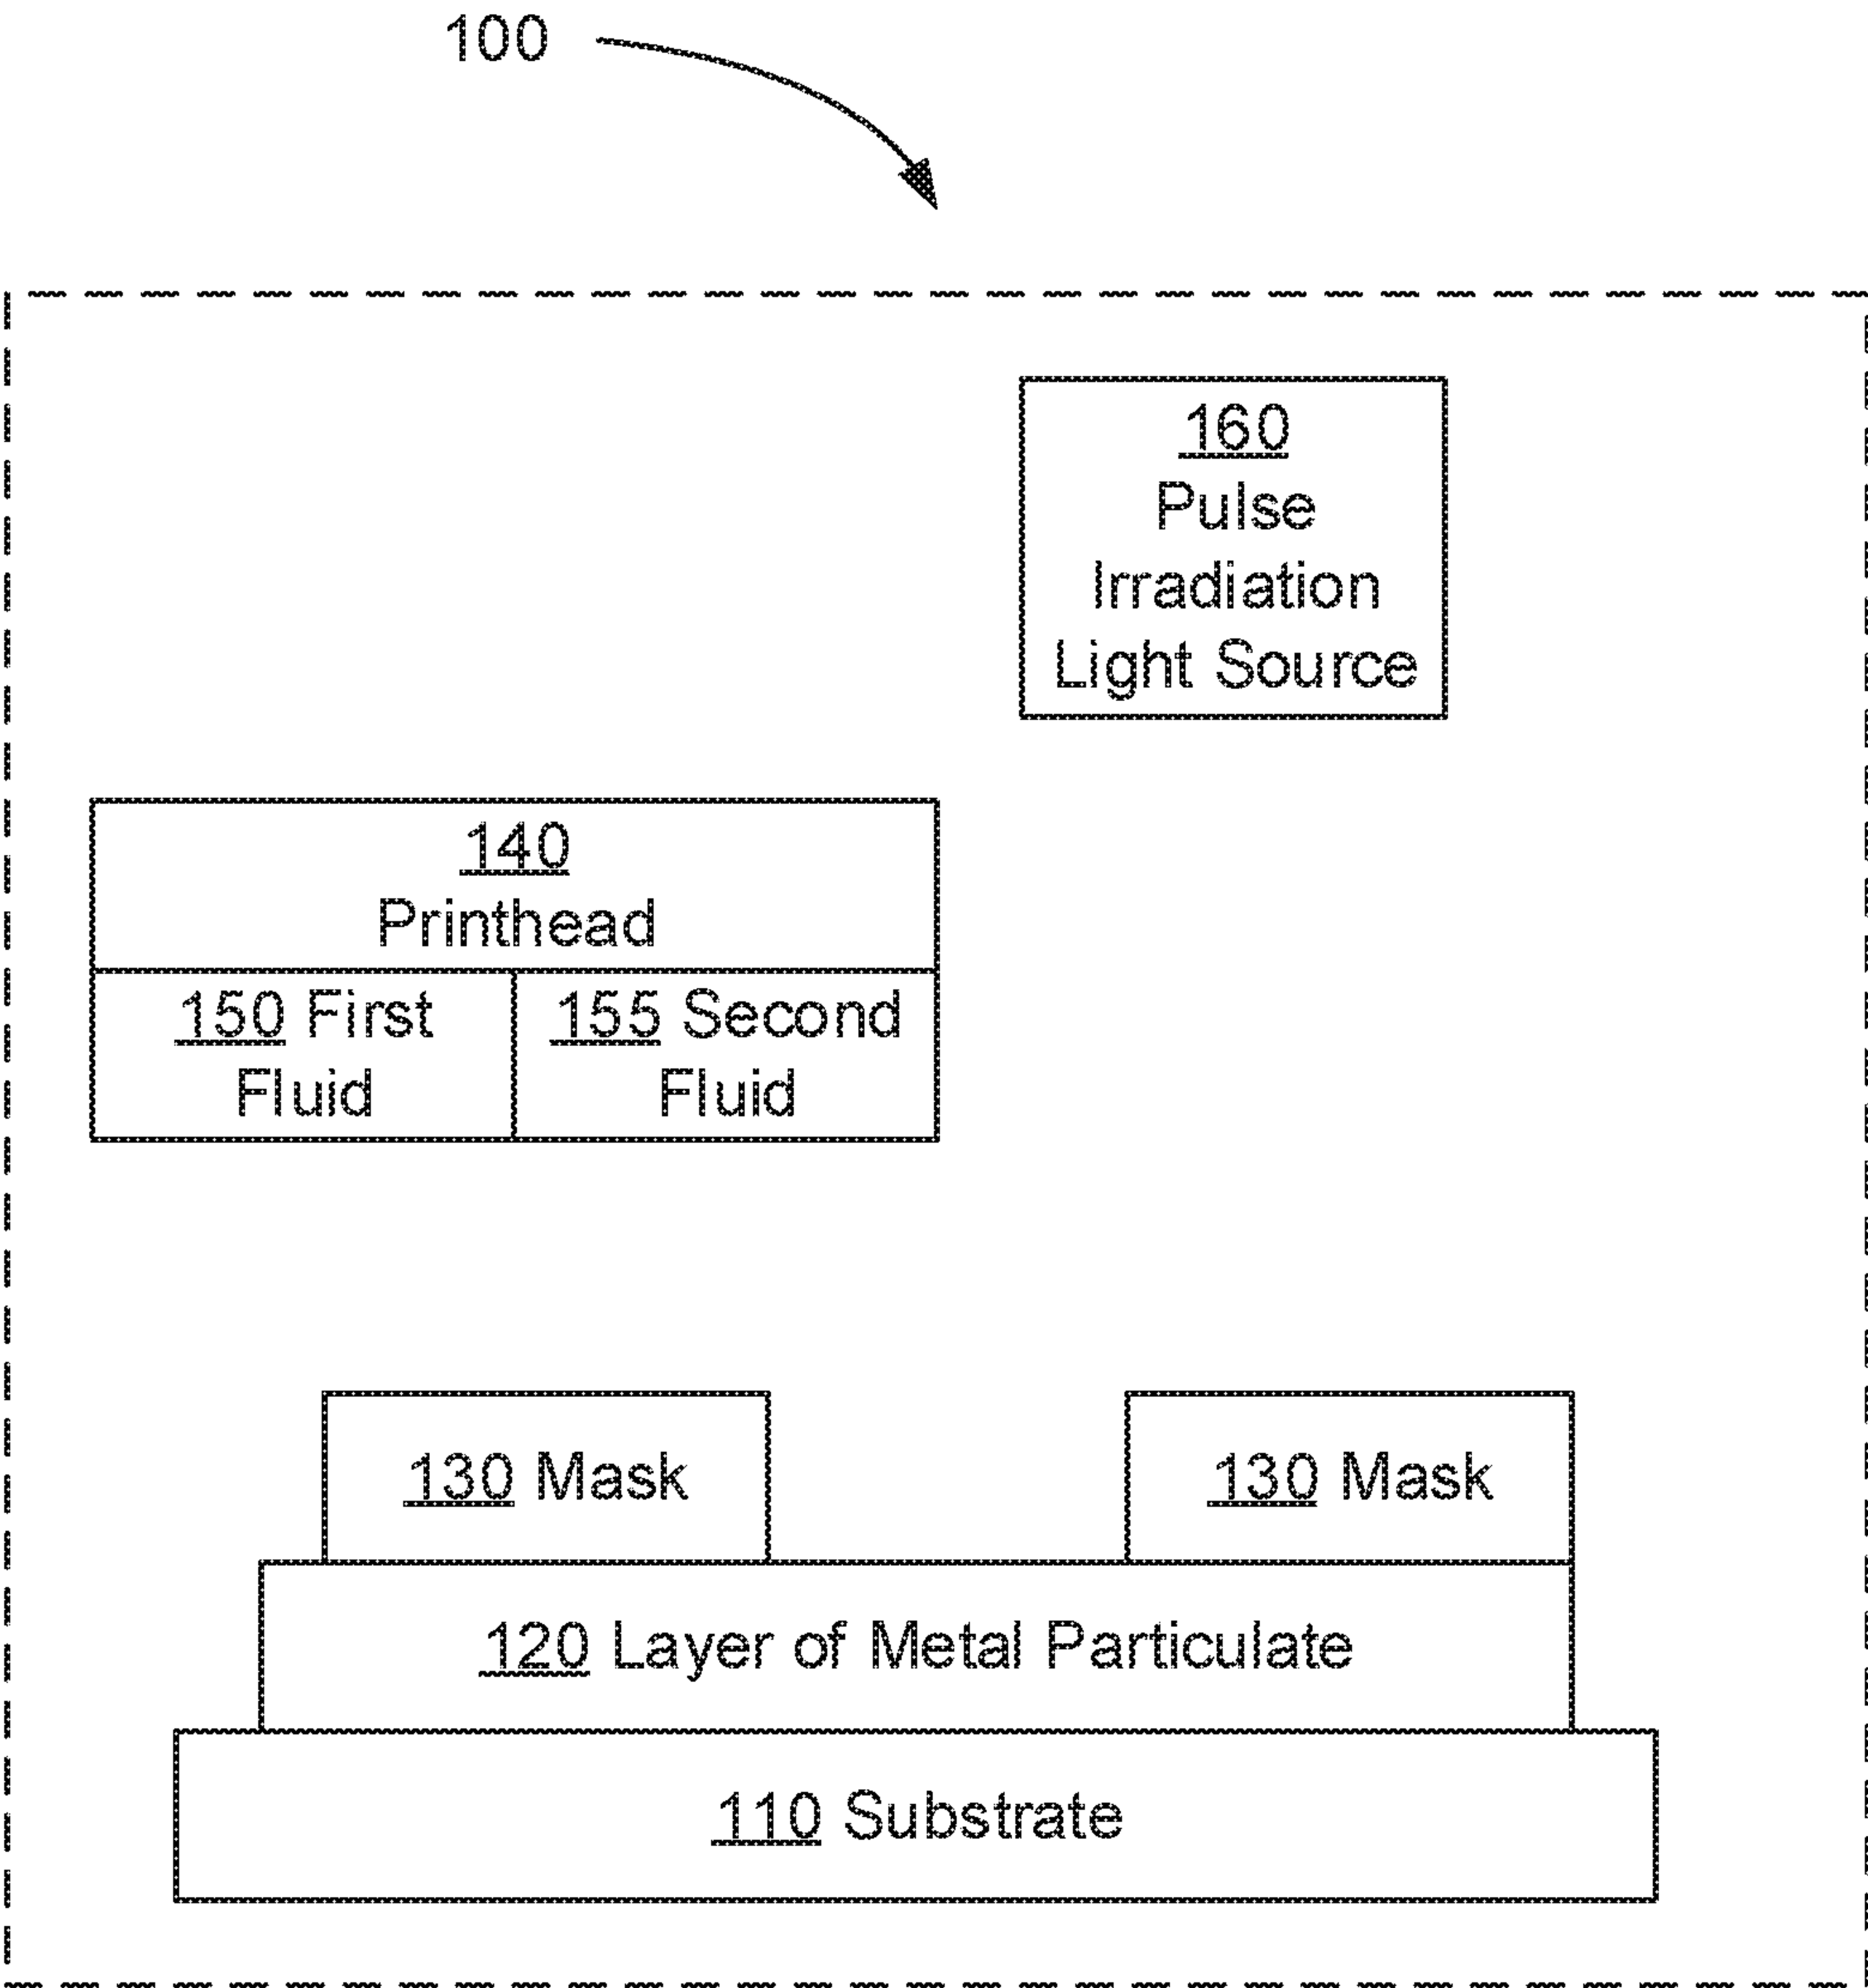 100
160
Pulse
Irradiation
Light Source
140
Printhead
150 First
Fluid
155 Second
Fluid
130 Mask
130 Mask
120 Layer of Metal Particulate
110 Substrate